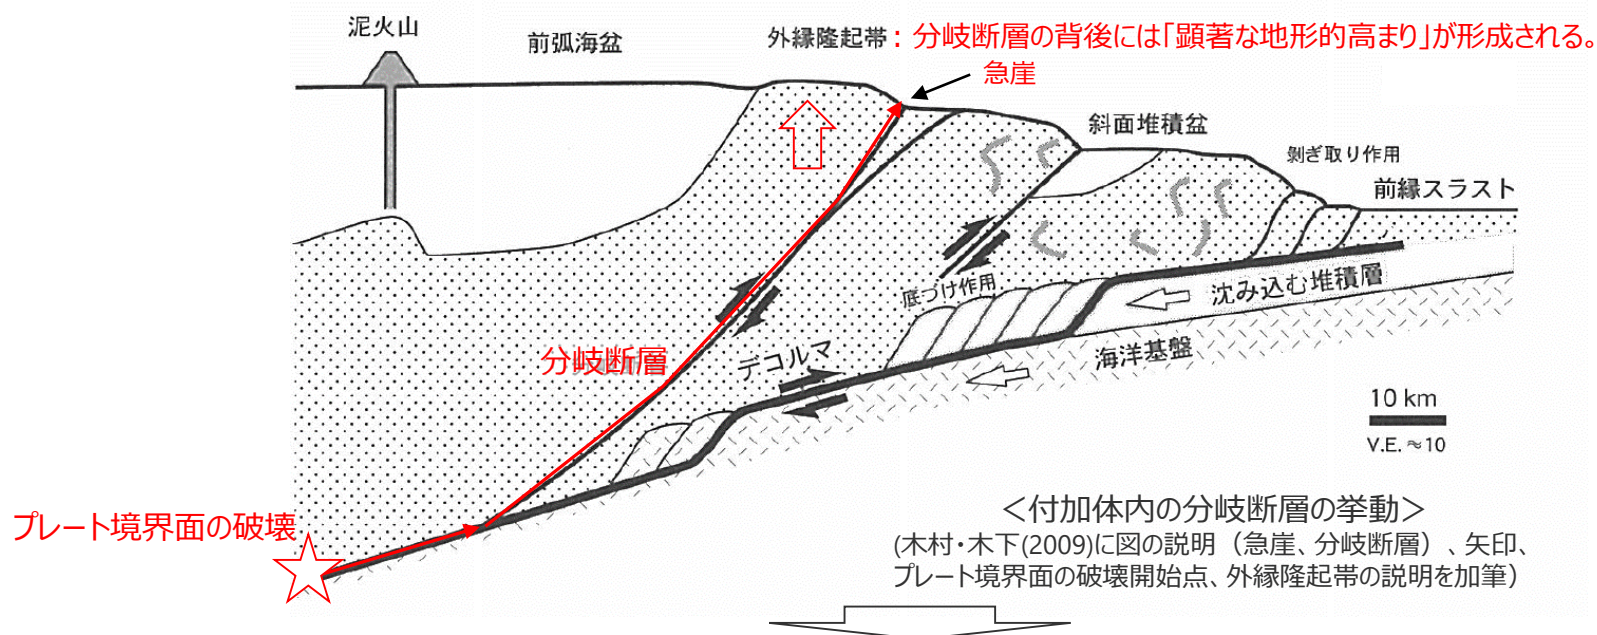 泥火山
前弧海盆
外縁隆起帯：分岐断層の背後には｢顕著な地形的高まり｣が形成される。
急崖
斜面堆積盆
剝ぎ取り作用
前縁スラスト
底づけ作用
沈み込む堆積層
分岐断層
デコルマ
海洋基盤
10 km
V.E.≈10
プレート境界面の破壊
＜付加体内の分岐断層の挙動＞
(木村・木下(2009)に図の説明（急崖、分岐断層）、矢印、
プレート境界面の破壊開始点、外縁隆起帯の説明を加筆）